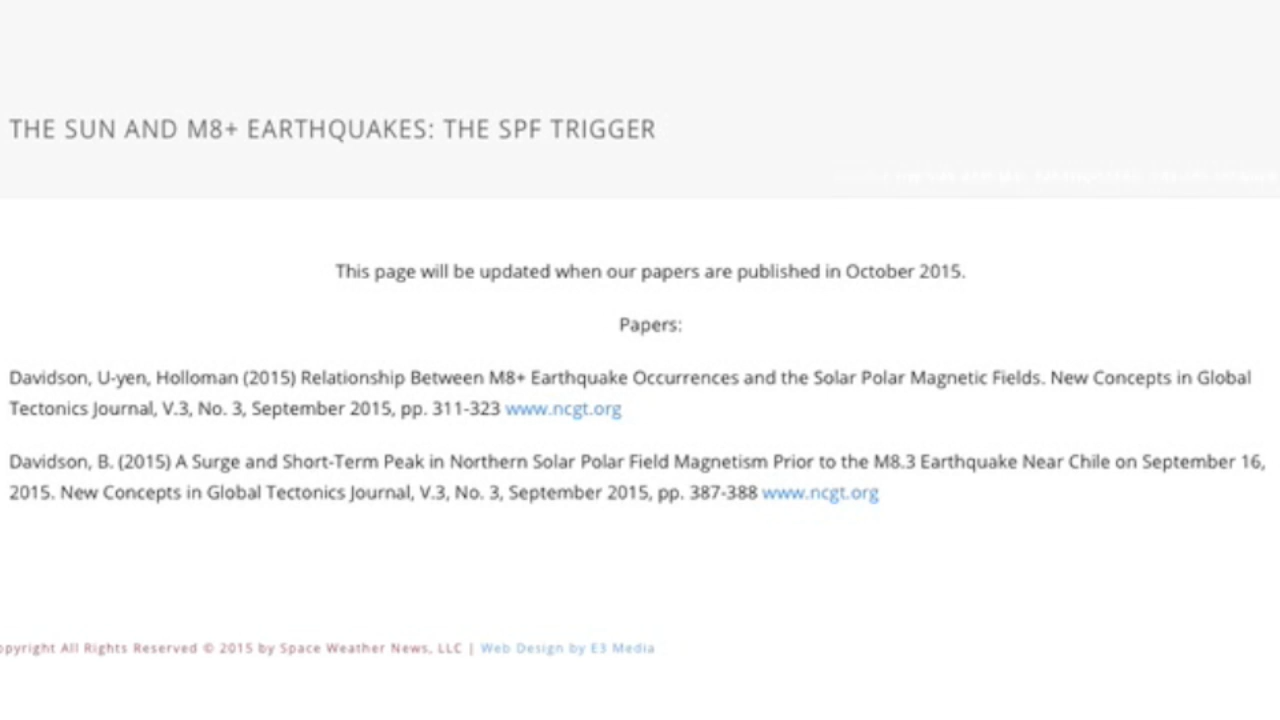 THE SUN AND M8+ EARTHQUAKES: THE SPF TRIGGER
This page will be updated when our papers are published in October 2015.
Papers:
Davidson, U-yen, Holloman (2015) Relationship Between M8+ Earthquake Occurrences and the Solar Polar Magnetic Fields. New Concepts in Global
Tectonics Journal, V.3, No. 3, September 2015, pp. 311-323 www.ncgt.org
Davidson, B. (2015) A Surge and Short-Term Peak in Northern Solar Polar Field Magnetism Prior to the M8.3 Earthquake Near Chile on September 16,
2015. New Concepts in Global Tectonics Journal, V.3, No. 3, September 2015, pp. 387-388 www.ncgt.org
opyright All Rights Reserved © 2015 by Space Weather News, LLC | Web Design by E3 Media